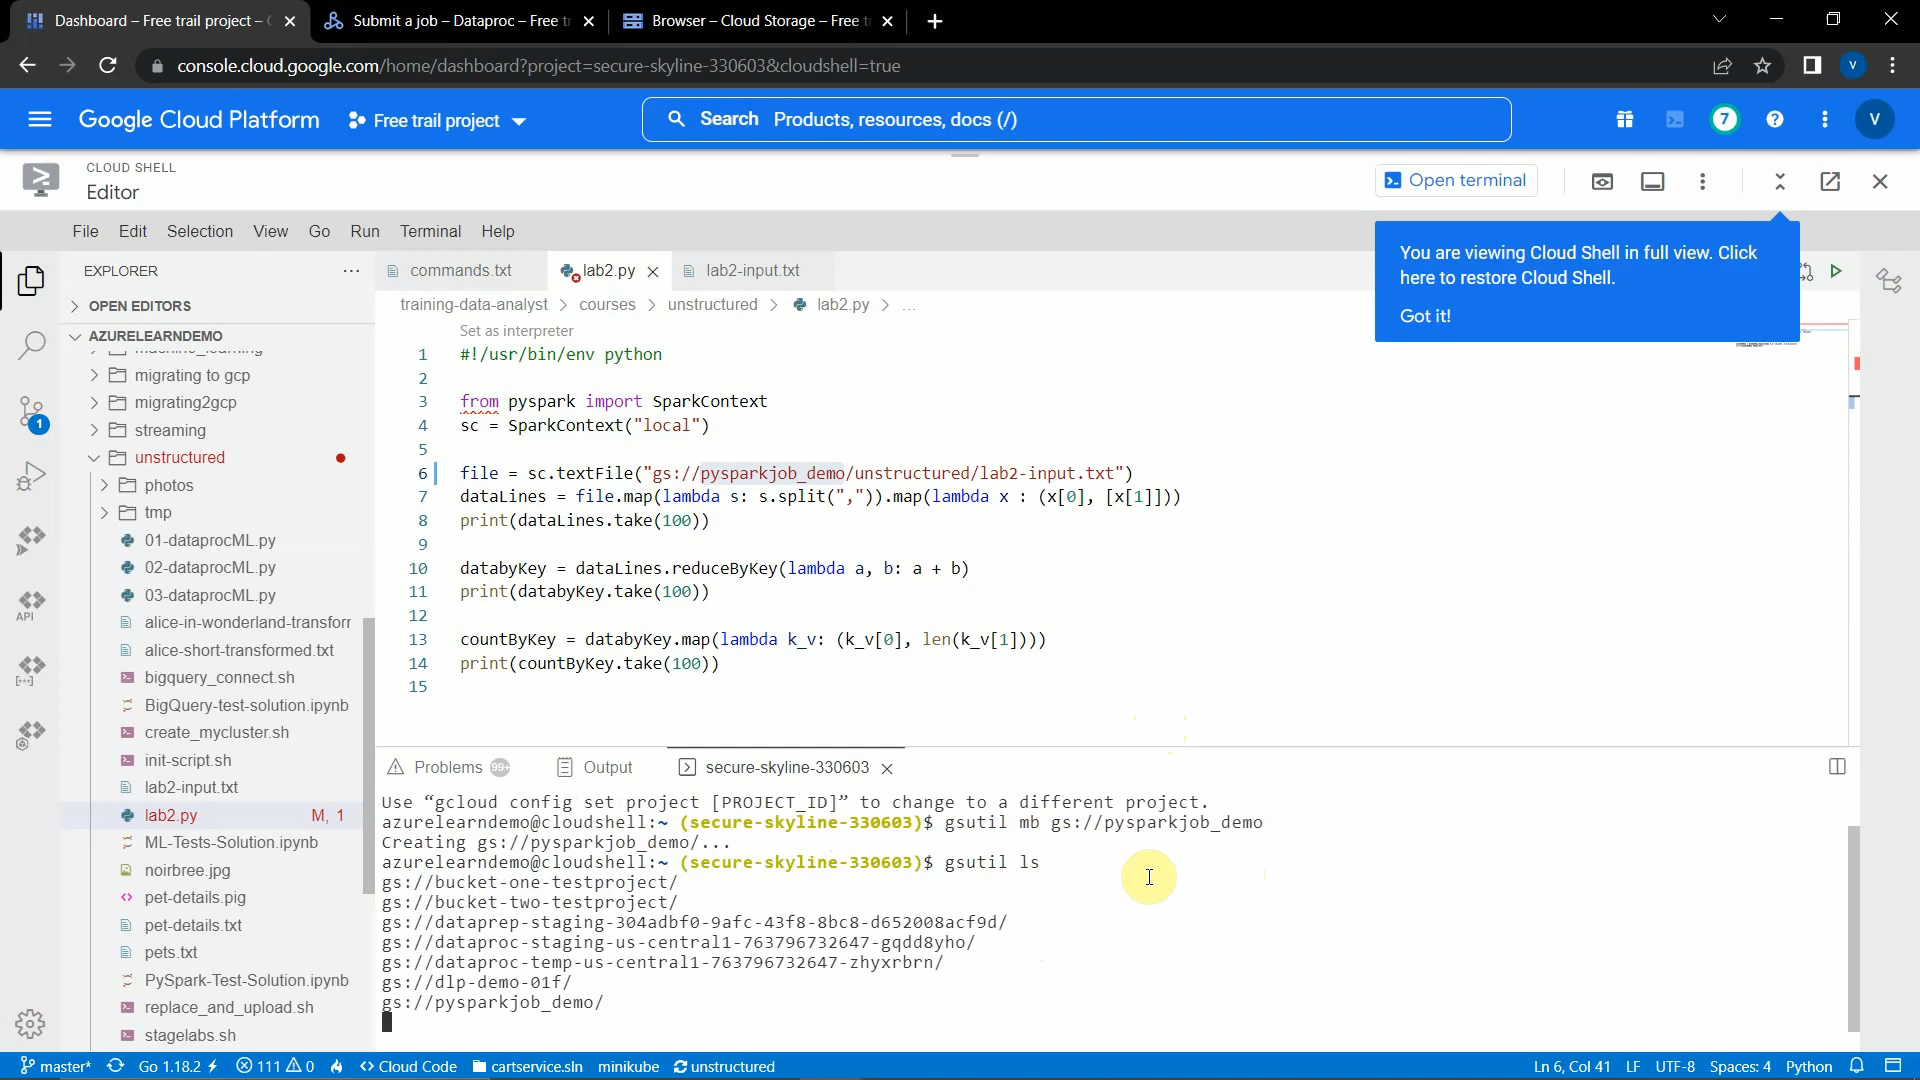 Dashboard – Free trail project –
Submit a job – Dataproc – Free t
Browser – Cloud Storage – Free t
console.cloud.google.com/home/dashboard?project=secure-skyline-330603&cloudshell=true
V
Google Cloud Platform
Free trail project
Search Products, resources, docs (/)
7
V
CLOUD SHELL
Editor
Open terminal
File Edit Selection View Go Run Terminal Help
You are viewing Cloud Shell in full view. Click
here to restore Cloud Shell.
Got it!
EXPLORER
commands.txt
lab2.py
lab2-input.txt
OPEN EDITORS
training-data-analyst > courses > unstructured > lab2.py > ...
AZURELEARNDEMO
machine_learning
migrating to gcp
migrating2gcp
streaming
unstructured
photos
tmp
01-dataprocML.py
02-dataprocML.py
03-dataprocML.py
alice-in-wonderland-transforr
alice-short-transformed.txt
bigquery_connect.sh
BigQuery-test-solution.ipynb
create_mycluster.sh
init-script.sh
lab2-input.txt
lab2.py M, 1
ML-Tests-Solution.ipynb
noirbree.jpg
pet-details.pig
pet-details.txt
pets.txt
PySpark-Test-Solution.ipynb
replace_and_upload.sh
stagelabs.sh
1
API
Set as interpreter
1 #!/usr/bin/env python
2
3 from pyspark import SparkContext
4 sc = SparkContext("local")
5
6 file = sc.textFile("gs://pysparkjob_demo/unstructured/lab2-input.txt")
7 dataLines = file.map(lambda s: s.split(",")).map(lambda x : (x[0], [x[1]]))
8 print(dataLines.take(100))
9
10 databyKey = dataLines.reduceByKey(lambda a, b: a + b)
11 print(databyKey.take(100))
12
13 countByKey = databyKey.map(lambda k_v: (k_v[0], len(k_v[1])))
14 print(countByKey.take(100))
15
Problems 99+
Output
secure-skyline-330603
Use “gcloud config set project [PROJECT_ID]” to change to a different project.
azurelearndemo@cloudshell:~ (secure-skyline-330603)$ gsutil mb gs://pysparkjob_demo
Creating gs://pysparkjob_demo/...
azurelearndemo@cloudshell:~ (secure-skyline-330603)$ gsutil ls
gs://bucket-one-testproject/
gs://bucket-two-testproject/
gs://dataprep-staging-304adbf0-9afc-43f8-8bc8-d652008acf9d/
gs://dataproc-staging-us-central1-763796732647-gqdd8yho/
gs://dataproc-temp-us-central1-763796732647-zhyxrbrn/
gs://dlp-demo-01f/
gs://pysparkjob_demo/
master* Go 1.18.2 111 0 Cloud Code cartservice.sln minikube unstructured
Ln 6, Col 41 LF UTF-8 Spaces: 4 Python